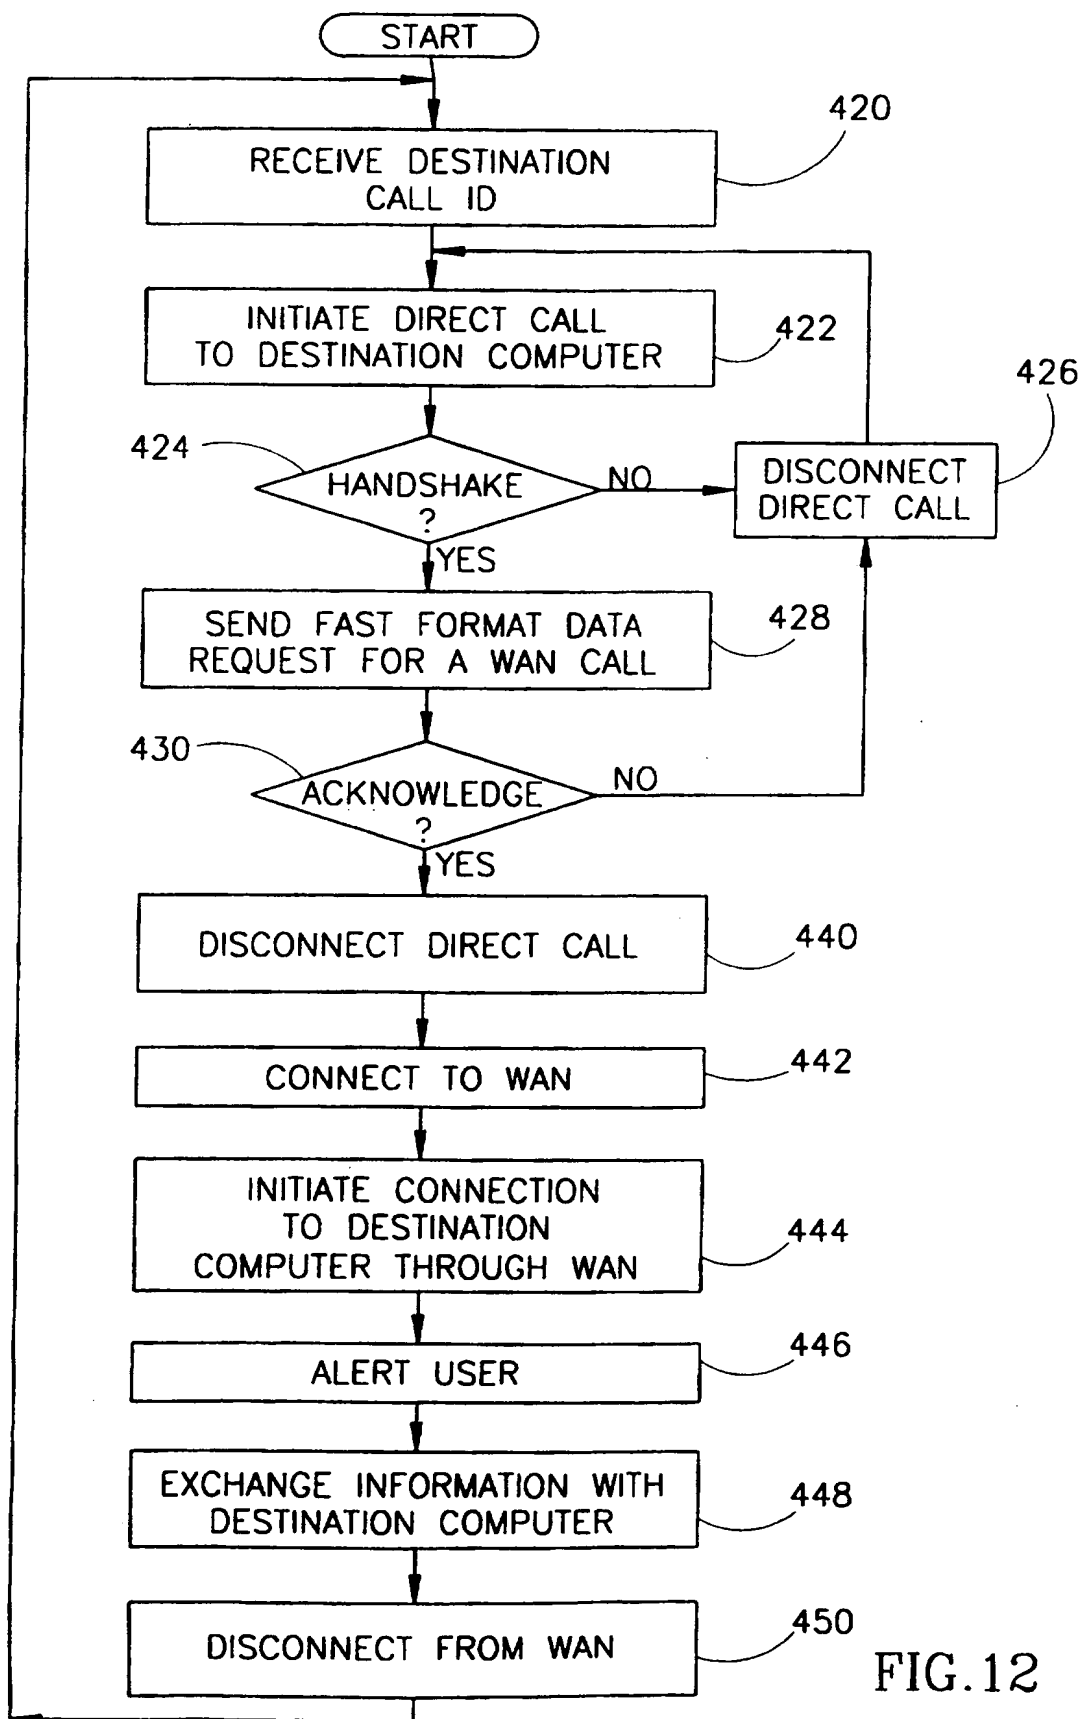 START
420
RECEIVE DESTINATION
CALL ID
INITIATE DIRECT CALL
TO DESTINATION COMPUTER
422
426
424
HANDSHAKE
?
NO
DISCONNECT
DIRECT CALL
YES
SEND FAST FORMAT DATA
REQUEST FOR A WAN CALL
428
430
ACKNOWLEDGE
?
NO
YES
DISCONNECT DIRECT CALL
440
CONNECT TO WAN
442
INITIATE CONNECTION
TO DESTINATION
COMPUTER THROUGH WAN
444
ALERT USER
446
EXCHANGE INFORMATION WITH
DESTINATION COMPUTER
448
DISCONNECT FROM WAN
450
FIG.12